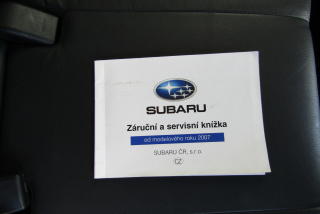 SUBARU
Záruční a servisní knížka
od modelového roku 2007
SUBARU ČR, s.r.o.
CZ